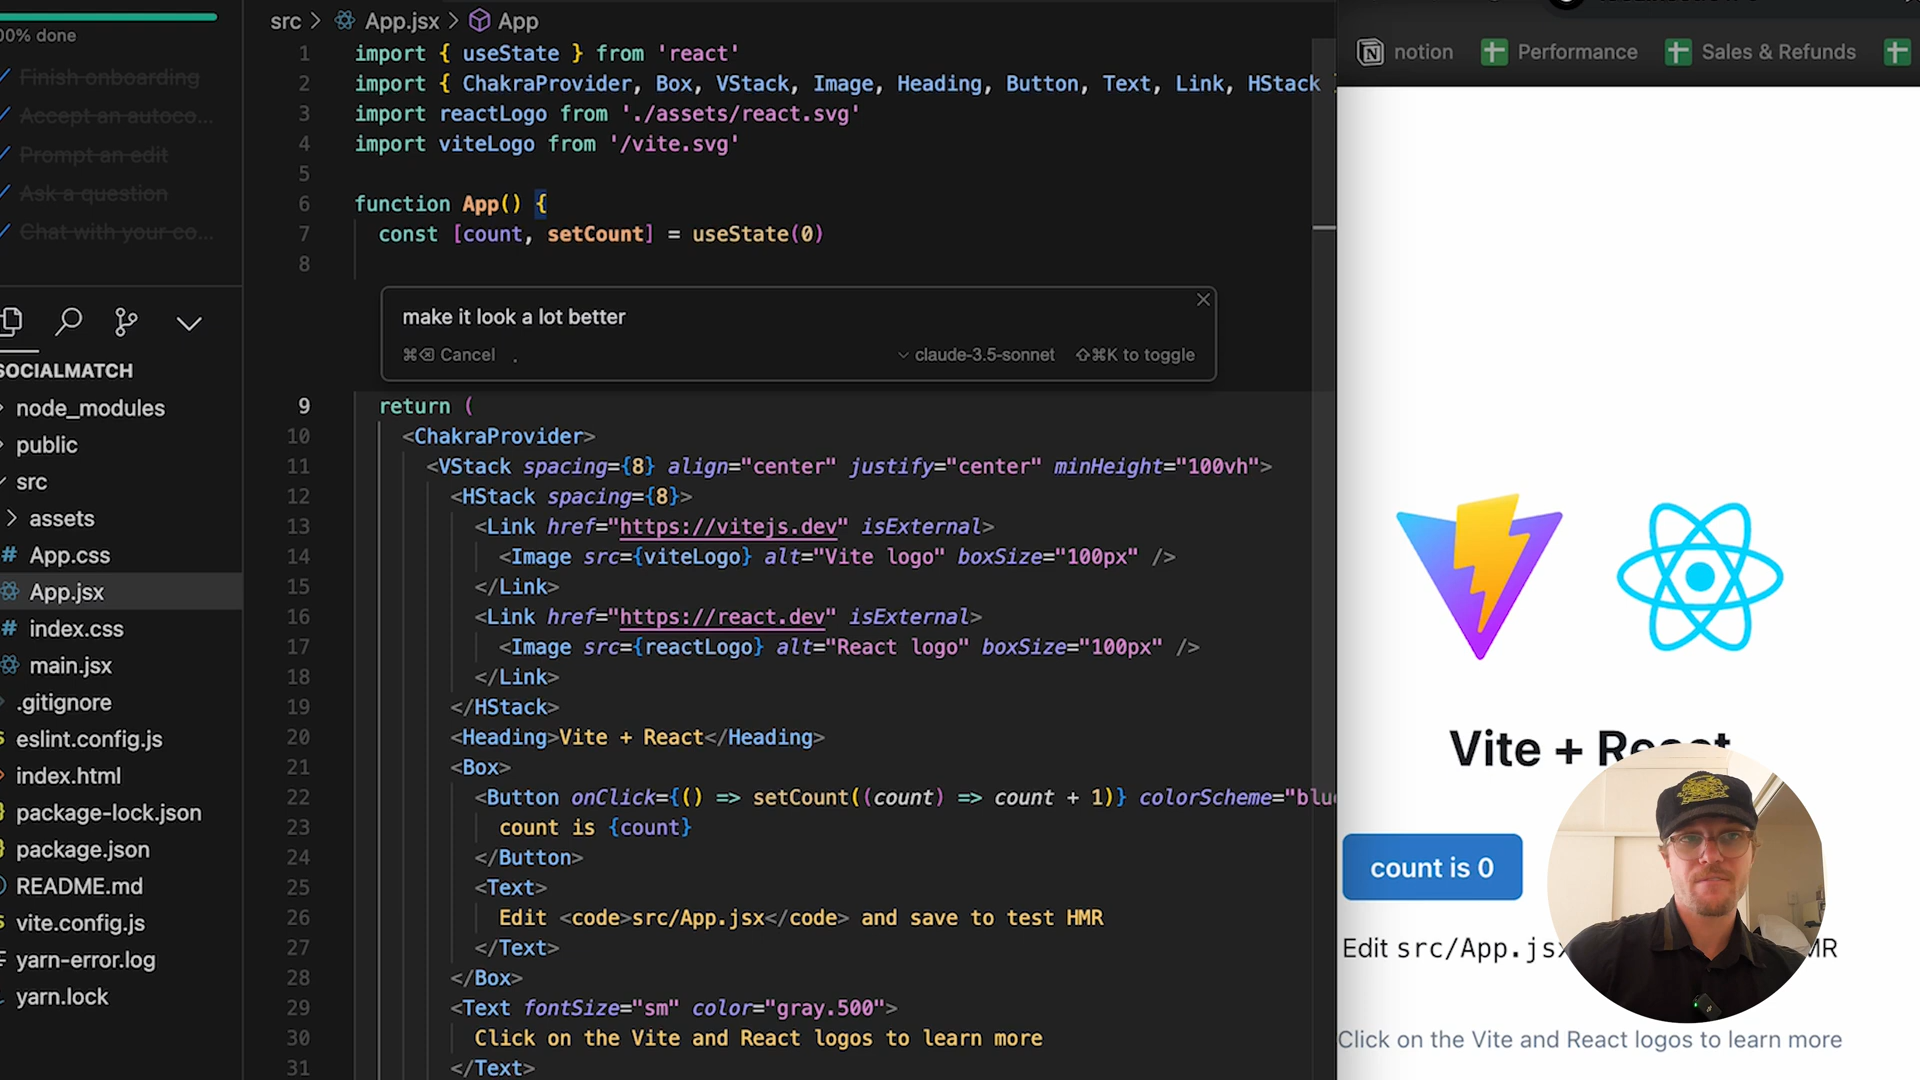 00% done
Finish onboarding
Accept an autoco...
Prompt an edit
Ask a question
Chat with your co...
SOCIALMATCH
node_modules
public
src
assets
# App.css
App.jsx
# index.css
main.jsx
.gitignore
eslint.config.js
index.html
package-lock.json
package.json
README.md
vite.config.js
yarn-error.log
yarn.lock
src > App.jsx > App
1 import { useState } from 'react'
2 import { ChakraProvider, Box, VStack, Image, Heading, Button, Text, Link, HStack
3 import reactLogo from './assets/react.svg'
4 import viteLogo from '/vite.svg'
5
6 function App() {
7 const [count, setCount] = useState(0)
8
make it look a lot better
⌘⌫ Cancel .
claude-3.5-sonnet ⇧⌘K to toggle
9 return (
10 <ChakraProvider>
11 <VStack spacing={8} align="center" justify="center" minHeight="100vh">
12 <HStack spacing={8}>
13 <Link href="https://vitejs.dev" isExternal>
14 <Image src={viteLogo} alt="Vite logo" boxSize="100px" />
15 </Link>
16 <Link href="https://react.dev" isExternal>
17 <Image src={reactLogo} alt="React logo" boxSize="100px" />
18 </Link>
19 </HStack>
20 <Heading>Vite + React</Heading>
21 <Box>
22 <Button onClick={() => setCount((count) => count + 1)} colorScheme="blu
23 count is {count}
24 </Button>
25 <Text>
26 Edit <code>src/App.jsx</code> and save to test HMR
27 </Text>
28 </Box>
29 <Text fontSize="sm" color="gray.500">
30 Click on the Vite and React logos to learn more
31 </Text>
notion Performance Sales & Refunds
Vite + React
count is 0
Edit src/App.jsx MR
Click on the Vite and React logos to learn more